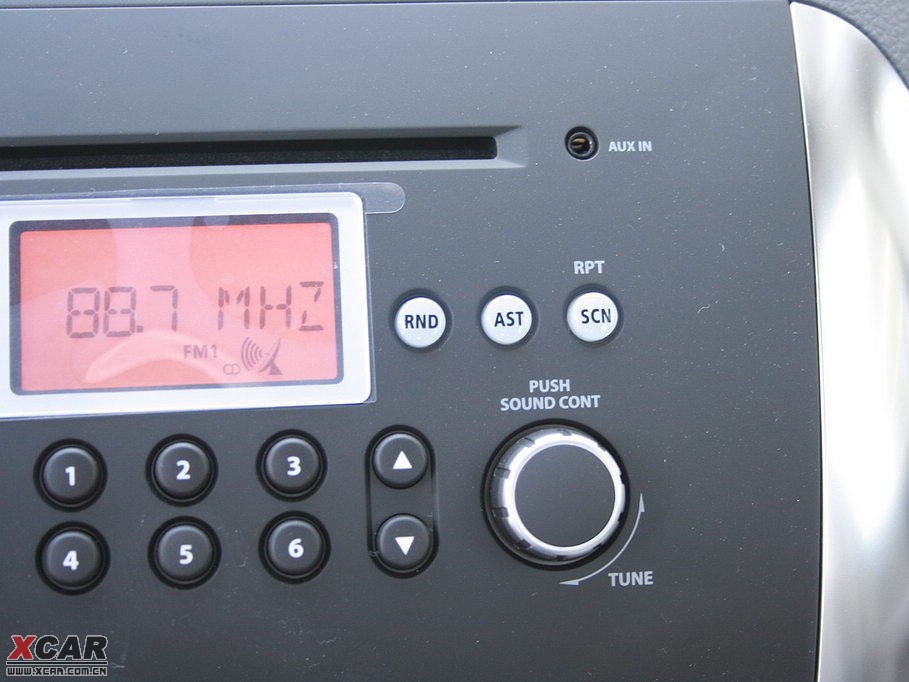 AUX IN
RPT
88.7 MHZ
FM1
RND
AST
SCN
PUSH
SOUND CONT
1
2
3
4
5
6
TUNE
XCAR
WWW.XCAR.COM.CN